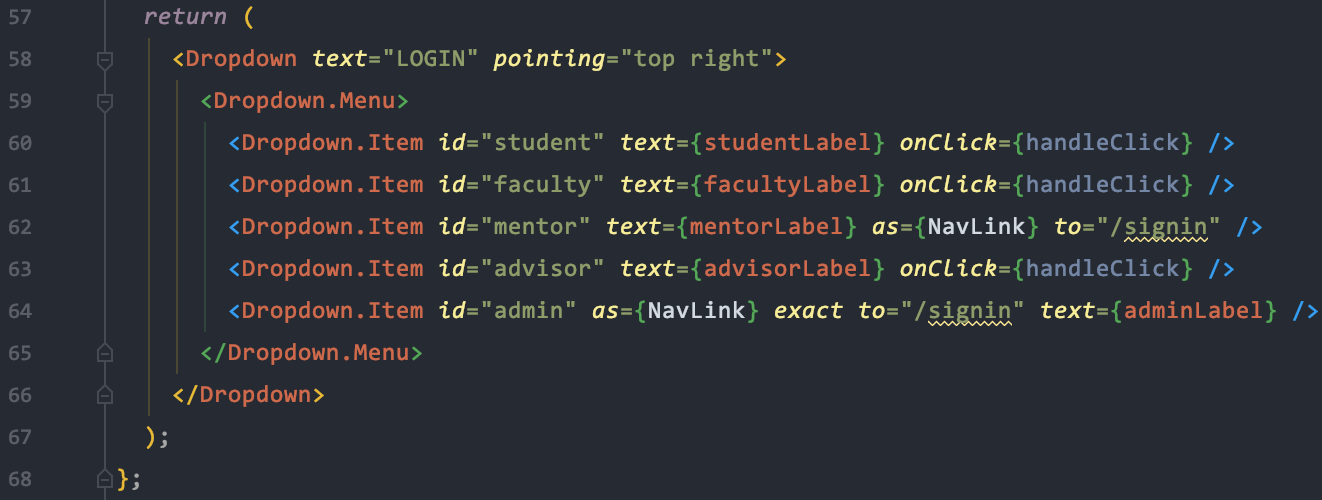 57 return (
58 <Dropdown text="LOGIN" pointing="top right">
59 <Dropdown.Menu>
60 <Dropdown.Item id="student" text={studentLabel} onClick={handleClick} />
61 <Dropdown.Item id="faculty" text={facultyLabel} onClick={handleClick} />
62 <Dropdown.Item id="mentor" text={mentorLabel} as={NavLink} to="/signin" />
63 <Dropdown.Item id="advisor" text={advisorLabel} onClick={handleClick} />
64 <Dropdown.Item id="admin" as={NavLink} exact to="/signin" text={adminLabel} />
65 </Dropdown.Menu>
66 </Dropdown>
67 );
68 };